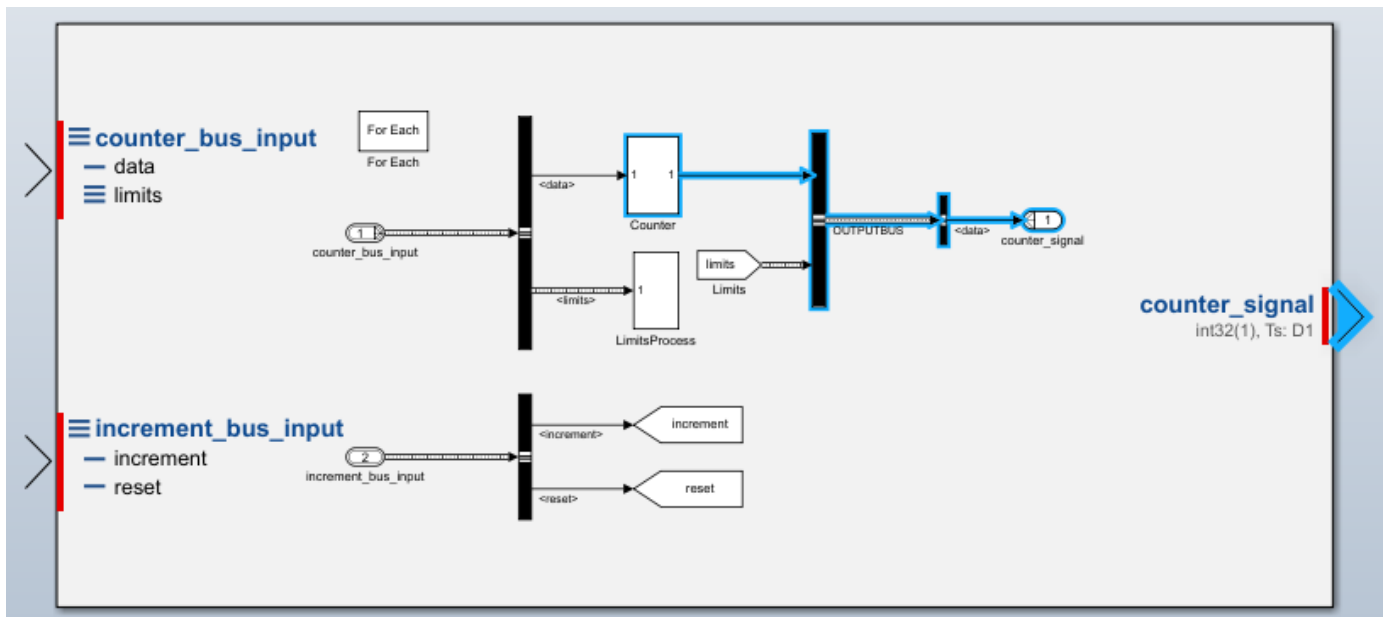 counter_bus_input
data
limits
For Each
For Each
1
counter_bus_input
<data>
1 1
Counter
<limits>
1
LimitsProcess
limits
Limits
OUTPUTBUS
<data>
1
counter_signal
counter_signal
int32(1), Ts: D1
increment_bus_input
increment
reset
2
increment_bus_input
<increment>
increment
<reset>
reset